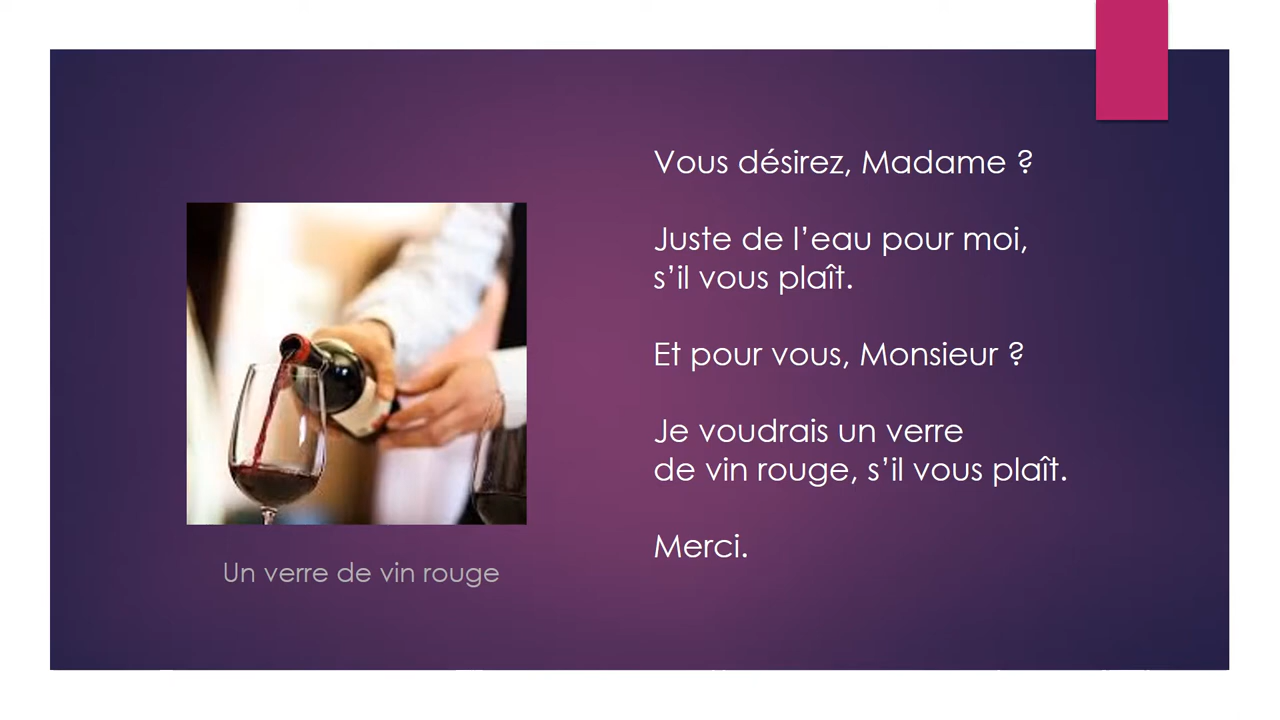 Vous désirez, Madame ?
Juste de l’eau pour moi,
s’il vous plaît.
Et pour vous, Monsieur ?
Je voudrais un verre
de vin rouge, s’il vous plaît.
Merci.
Un verre de vin rouge